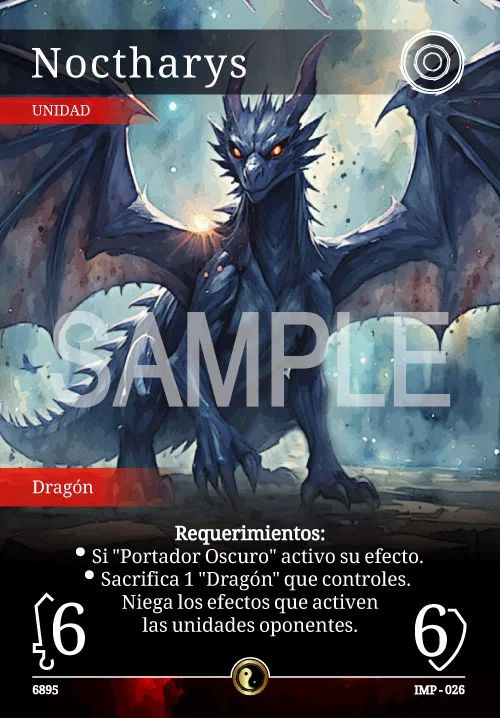 Noctharys
UNIDAD
SAMPLE
Dragón
Requerimientos:
• Si "Portador Oscuro" activo su efecto.
• Sacrifica 1 "Dragón" que controles.
Niega los efectos que activen
las unidades oponentes.
6 6
6895 IMP - 026